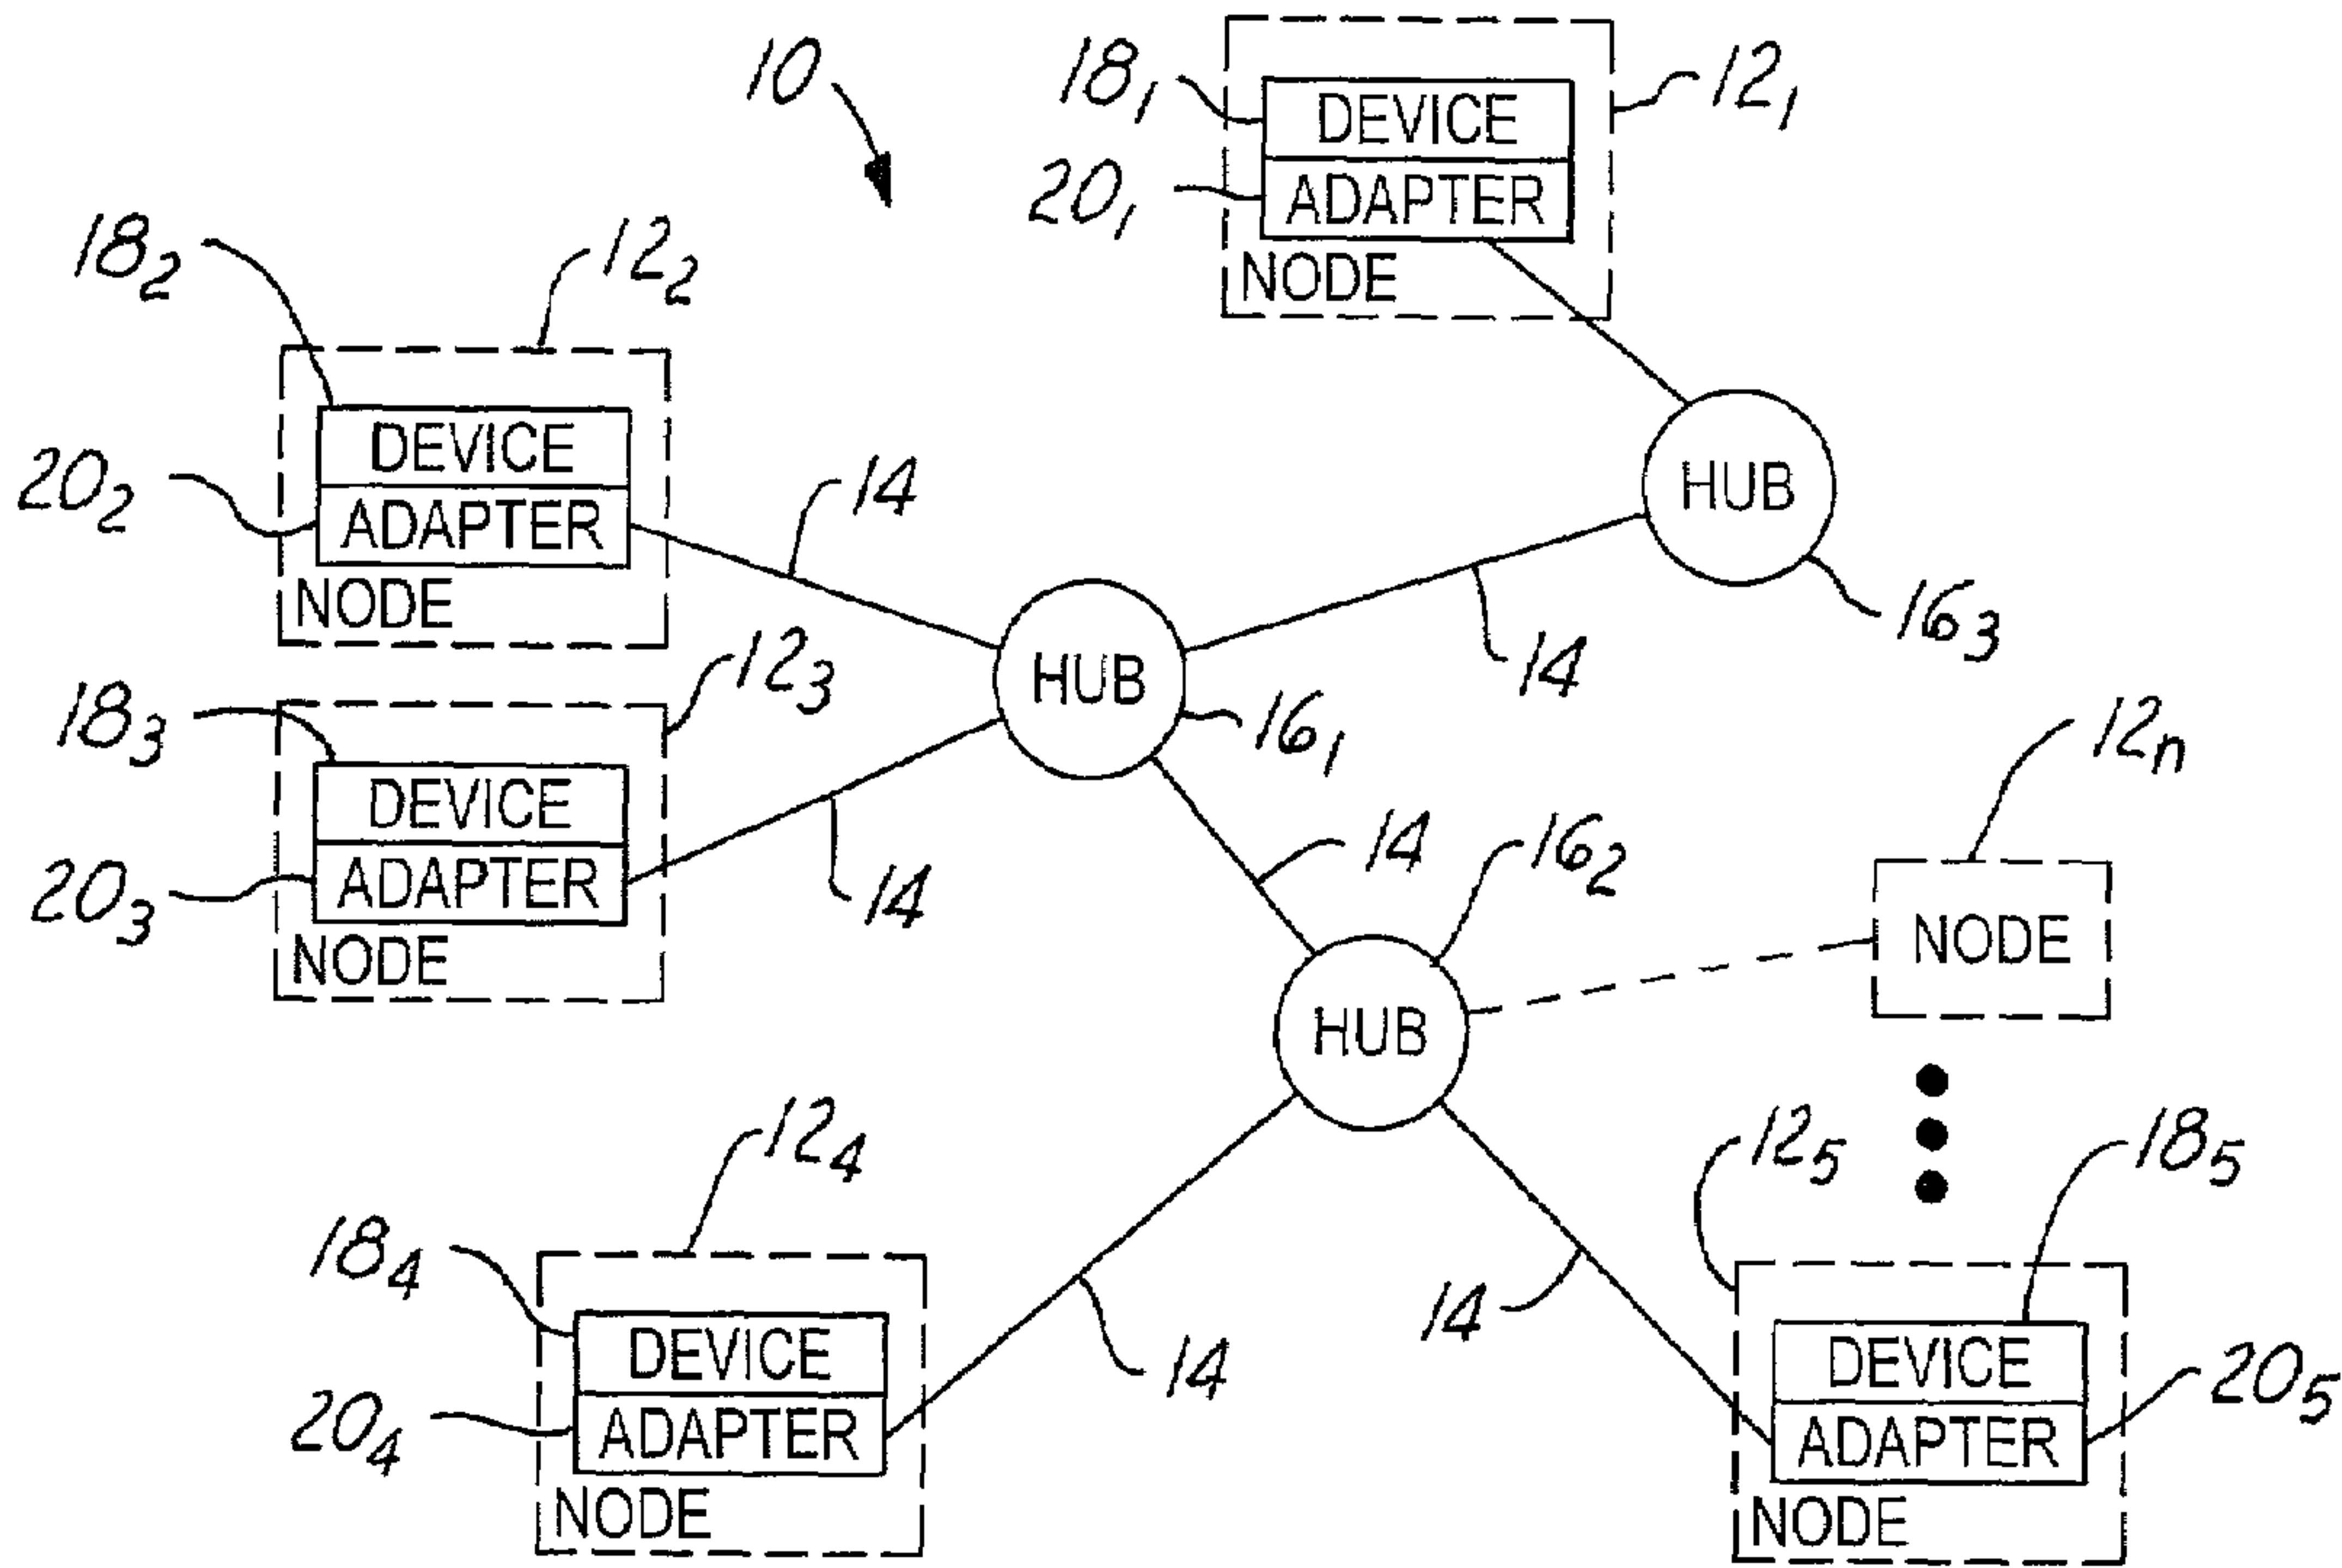 10
18₁
12₁
DEVICE
20₁
ADAPTER
NODE
18₂
12₂
DEVICE
20₂
ADAPTER
NODE
14
HUB
16₃
14
HUB
16₁
18₃
12₃
DEVICE
20₃
ADAPTER
NODE
14
14
16₂
12ₙ
NODE
HUB
12₄
18₄
DEVICE
20₄
ADAPTER
NODE
14
14
12₅
18₅
DEVICE
ADAPTER
20₅
NODE